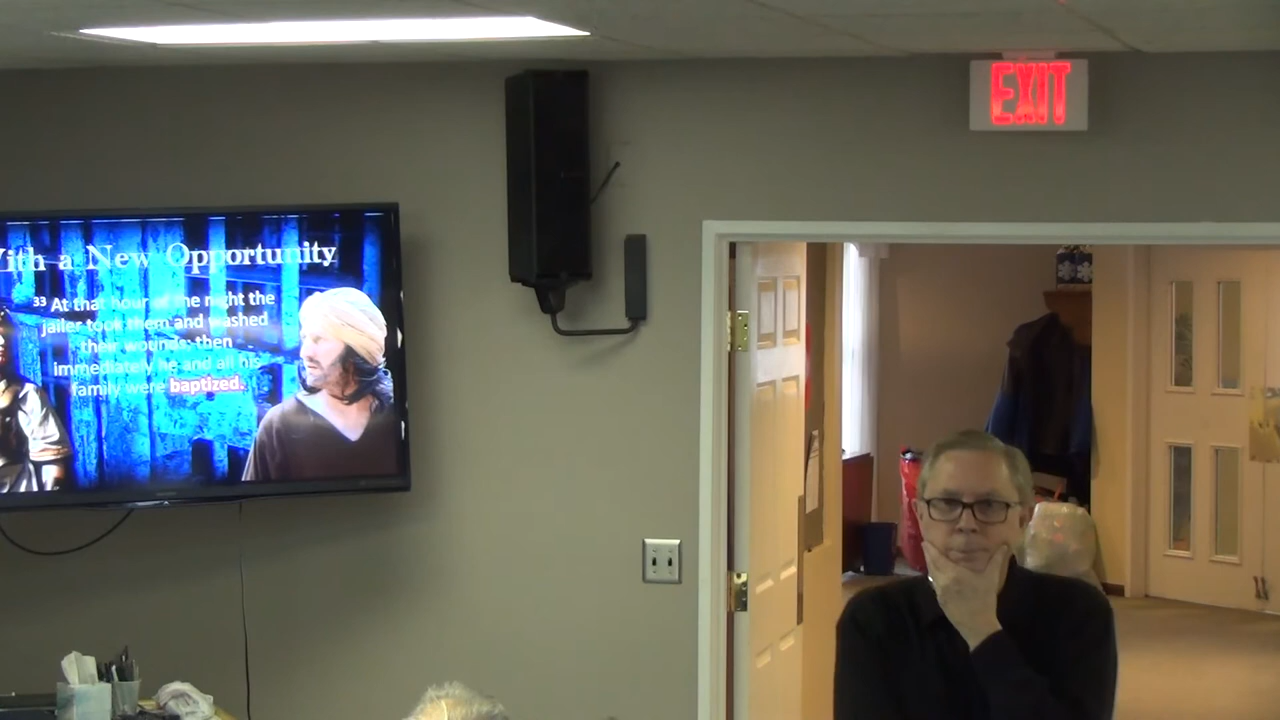 EXIT
With a New Opportunity
33 At that hour of the night the
jailer took them and washed
their wounds; then
immediately he and all his
family were baptized.